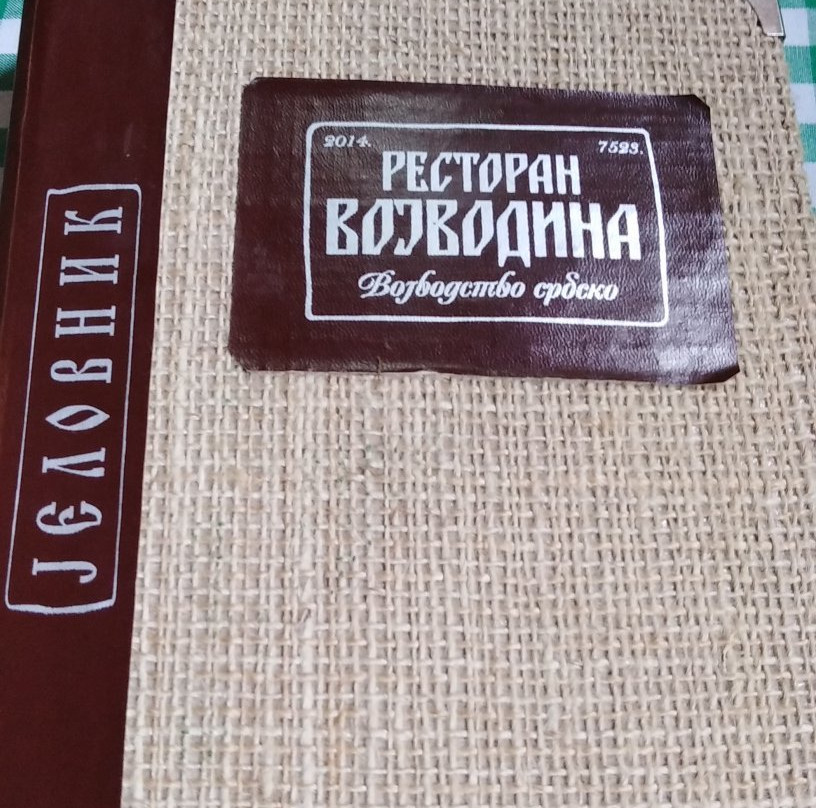 2014. 7523.
РЕСТОРАН
ВОЈВОДИНА
Војводство србско
ЈЕЛОВНИК